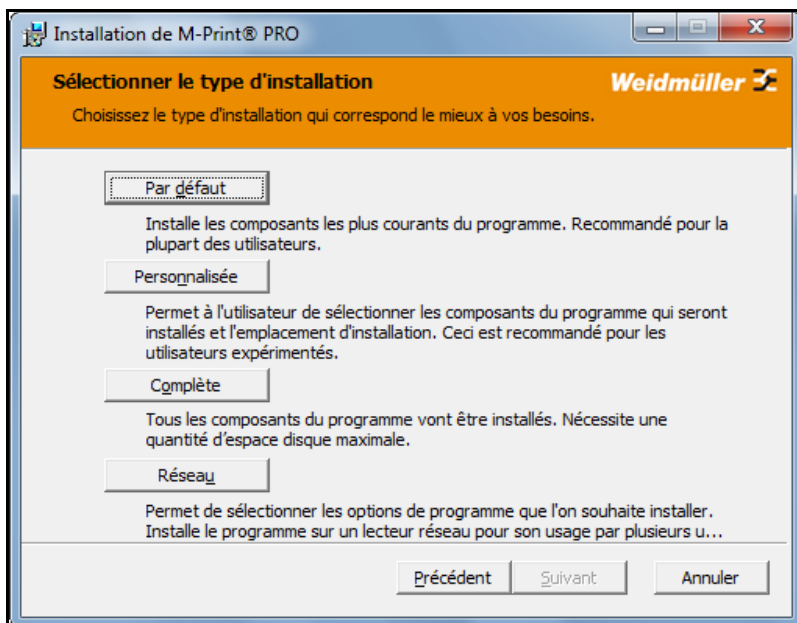 Installation de M-Print® PRO
Sélectionner le type d'installation
Weidmüller
Choisissez le type d'installation qui correspond le mieux à vos besoins.
Par défaut
Installe les composants les plus courants du programme. Recommandé pour la
plupart des utilisateurs.
Personnalisée
Permet à l'utilisateur de sélectionner les composants du programme qui seront
installés et l'emplacement d'installation. Ceci est recommandé pour les
utilisateurs expérimentés.
Complète
Tous les composants du programme vont être installés. Nécessite une
quantité d’espace disque maximale.
Réseau
Permet de sélectionner les options de programme que l'on souhaite installer.
Installe le programme sur un lecteur réseau pour son usage par plusieurs u...
Précédent
Suivant
Annuler